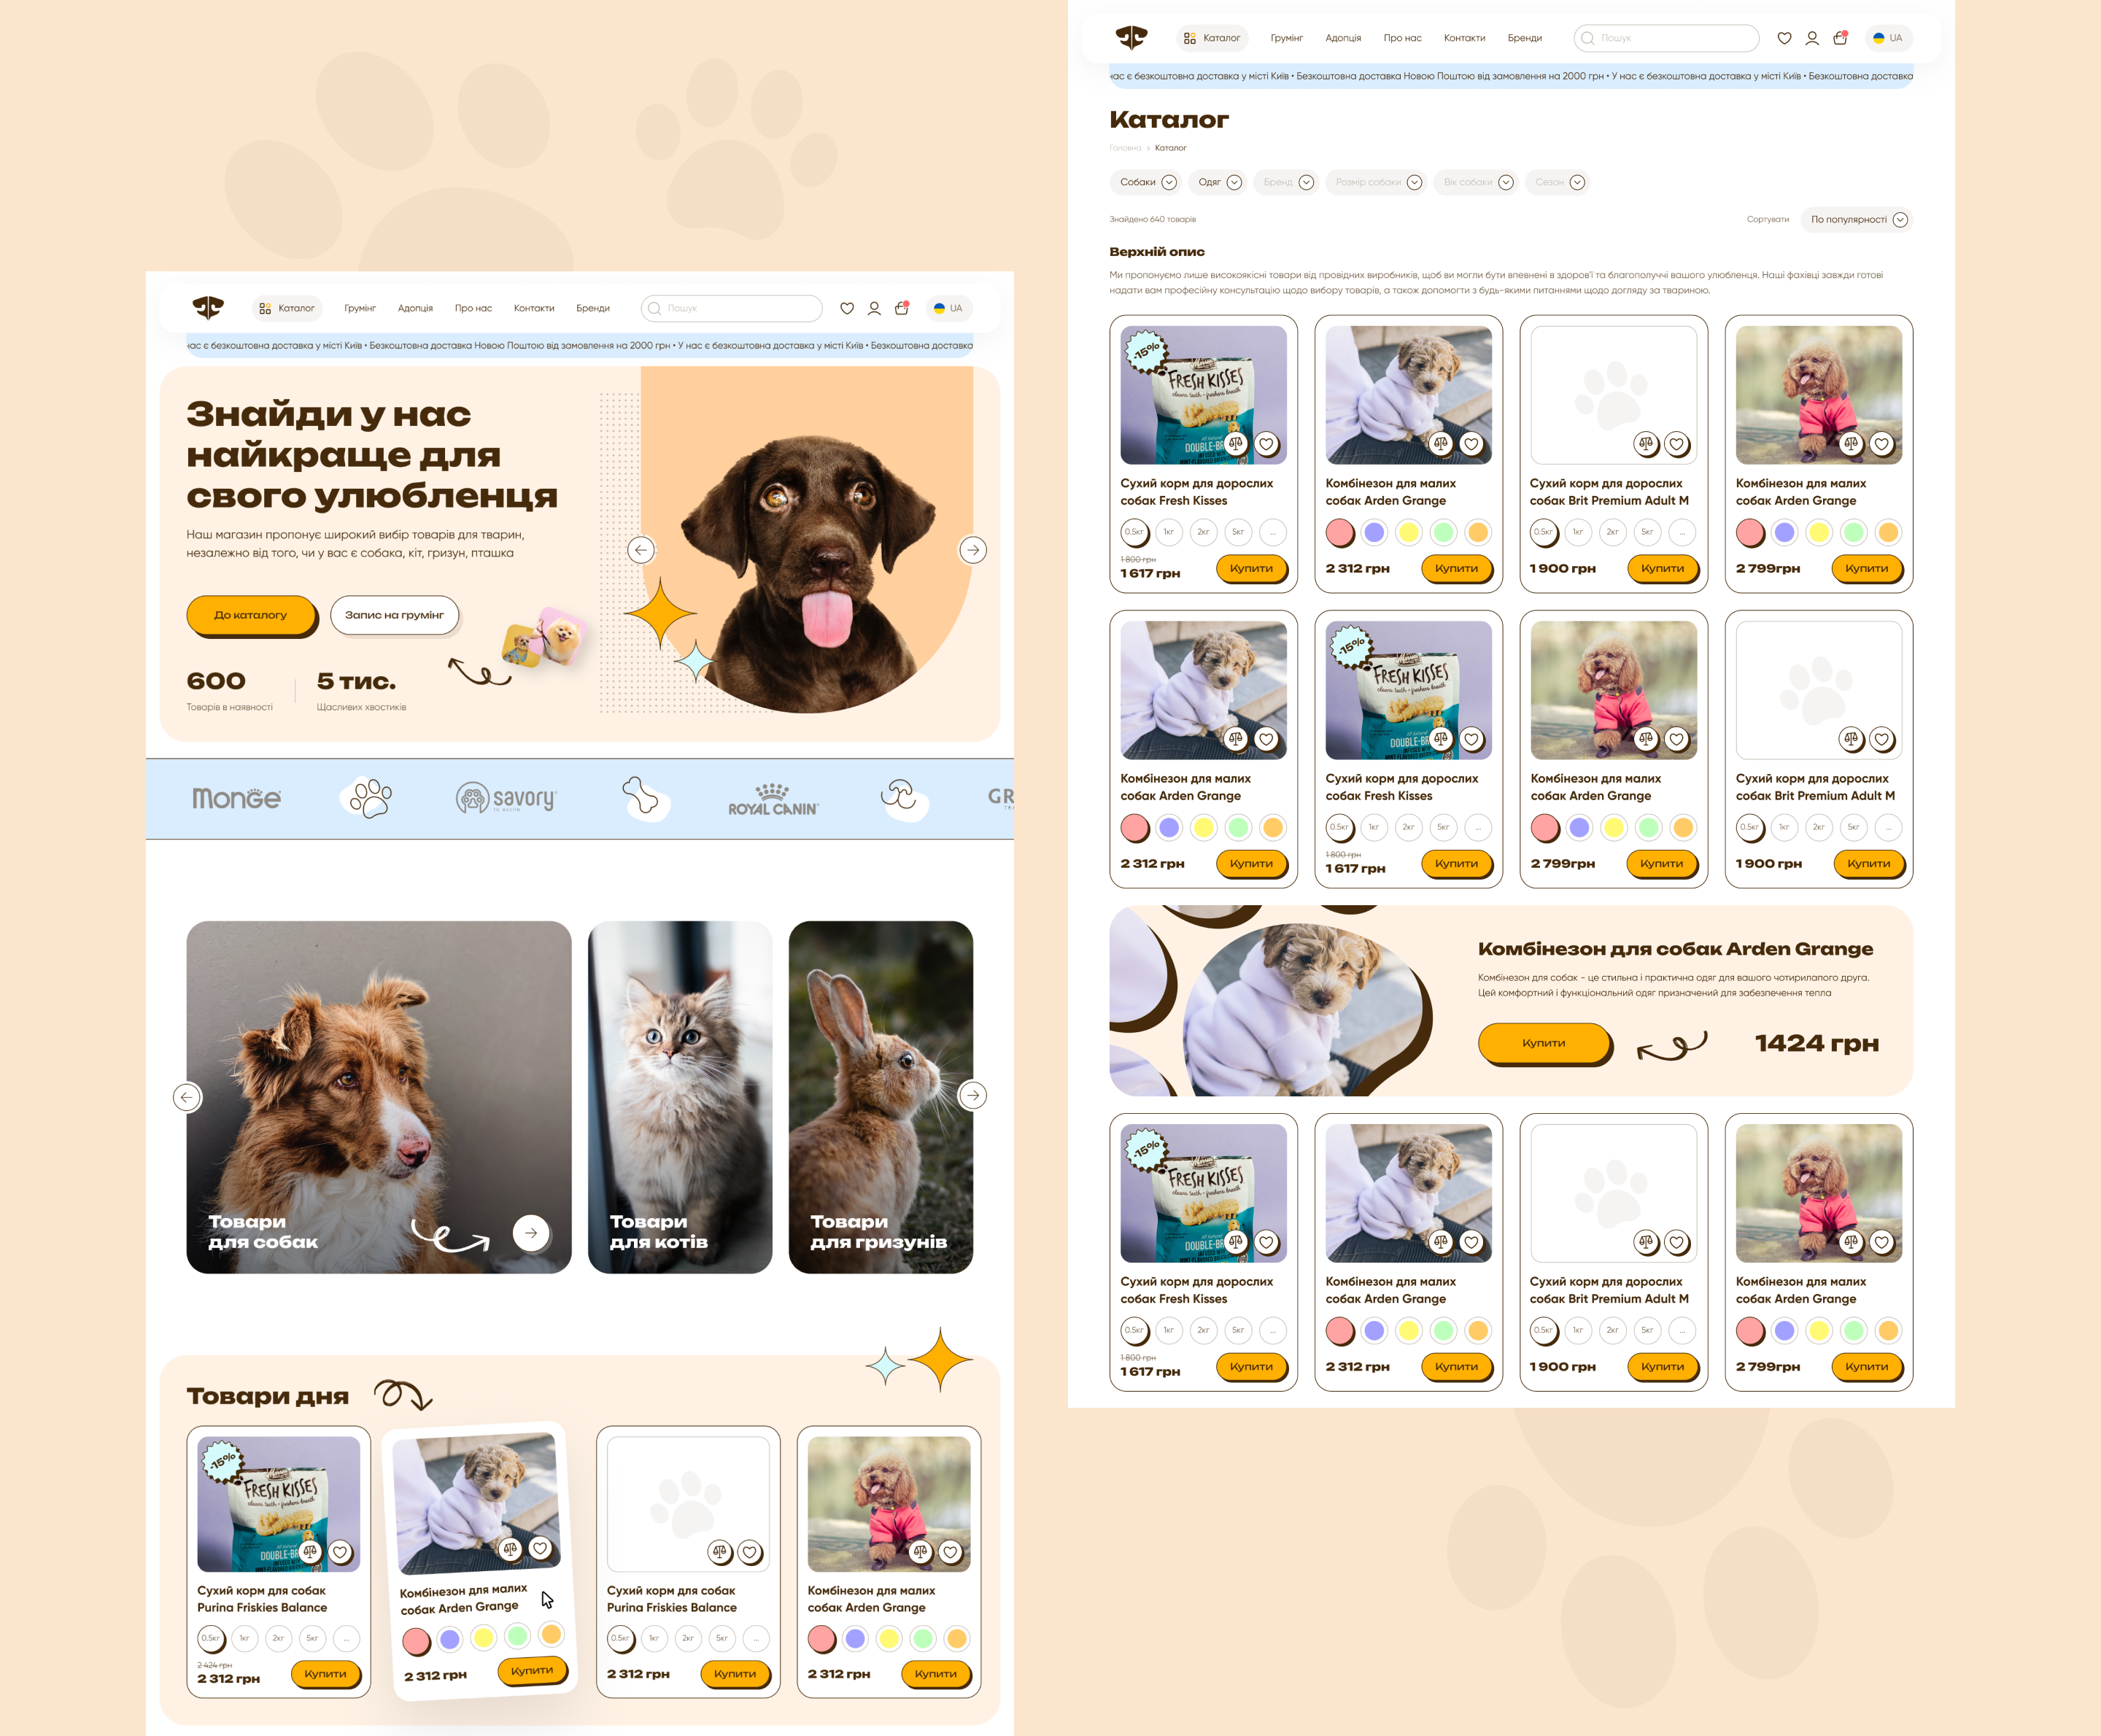 Каталог
Грумінг
Адопція
Про нас
Контакти
Бренди
Пошук
UA
нас є безкоштовна доставка у місті Київ • Безкоштовна доставка Новою Поштою від замовлення на 2000 грн • У нас є безкоштовна доставка у місті Київ • Безкоштовна доставка
Знайди у нас
найкраще для
свого улюбленця
Наш магазин пропонує широкий вибір товарів для тварин,
незалежно від того, чи у вас є собака, кіт, гризун, пташка
До каталогу
Запис на грумінг
600
Товарів в наявності
5 тис.
Щасливих хвостиків
Monge
savory
ROYAL CANIN
GR
Товари
для собак
Товари
для котів
Товари
для гризунів
Товари дня
-15%
FRESH KISSES
DOUBLE-BR
Сухий корм для собак
Purina Friskies Balance
0.5кг 1кг 2кг 5кг ...
2 424 грн
2 312 грн
Купити
Комбінезон для малих
собак Arden Grange
2 312 грн
Купити
Сухий корм для собак
Purina Friskies Balance
0.5кг 1кг 2кг 5кг ...
2 312 грн
Купити
Комбінезон для малих
собак Arden Grange
2 312 грн
Купити
Каталог
Грумінг
Адопція
Про нас
Контакти
Бренди
Пошук
UA
нас є безкоштовна доставка у місті Київ • Безкоштовна доставка Новою Поштою від замовлення на 2000 грн • У нас є безкоштовна доставка у місті Київ • Безкоштовна доставка
Каталог
Головна > Каталог
Собаки
Одяг
Бренд
Розмір собаки
Вік собаки
Сезон
Знайдено 640 товарів
Сортувати
По популярності
Верхній опис
Ми пропонуємо лише високоякісні товари від провідних виробників, щоб ви могли бути впевнені в здоров'ї та благополуччі вашого улюбленця. Наші фахівці завжди готові
надати вам професійну консультацію щодо вибору товарів, а також допомогти з будь-якими питаннями щодо догляду за твариною.
-15%
FRESH KISSES
DOUBLE-BR
Сухий корм для дорослих
собак Fresh Kisses
0.5кг 1кг 2кг 5кг ...
1 800 грн
1 617 грн
Купити
Комбінезон для малих
собак Arden Grange
2 312 грн
Купити
Сухий корм для дорослих
собак Brit Premium Adult M
0.5кг 1кг 2кг 5кг ...
1 900 грн
Купити
Комбінезон для малих
собак Arden Grange
2 799грн
Купити
Комбінезон для малих
собак Arden Grange
2 312 грн
Купити
-15%
FRESH KISSES
DOUBLE-BR
Сухий корм для дорослих
собак Fresh Kisses
0.5кг 1кг 2кг 5кг ...
1 800 грн
1 617 грн
Купити
Комбінезон для малих
собак Arden Grange
2 799грн
Купити
Сухий корм для дорослих
собак Brit Premium Adult M
0.5кг 1кг 2кг 5кг ...
1 900 грн
Купити
Комбінезон для собак Arden Grange
Комбінезон для собак - це стильна і практична одяг для вашого чотирилапого друга.
Цей комфортний і функціональний одяг призначений для забезпечення тепла
Купити
1424 грн
-15%
FRESH KISSES
DOUBLE-BR
Сухий корм для дорослих
собак Fresh Kisses
0.5кг 1кг 2кг 5кг ...
1 800 грн
1 617 грн
Купити
Комбінезон для малих
собак Arden Grange
2 312 грн
Купити
Сухий корм для дорослих
собак Brit Premium Adult M
0.5кг 1кг 2кг 5кг ...
1 900 грн
Купити
Комбінезон для малих
собак Arden Grange
2 799грн
Купити